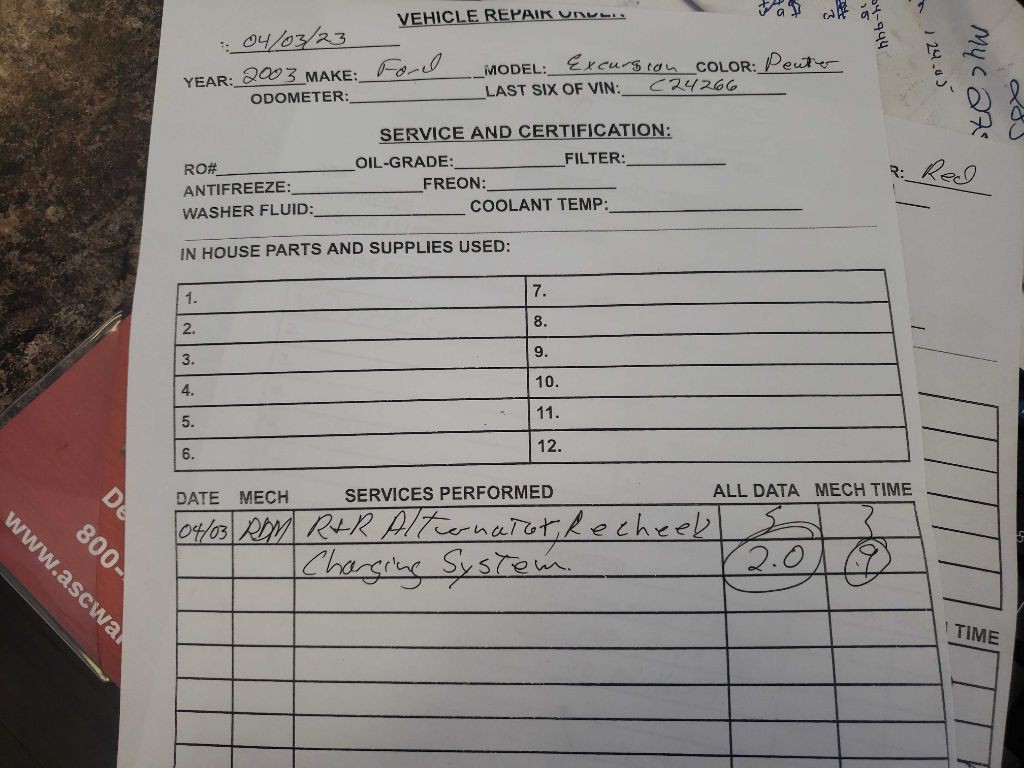 VEHICLE REPAIR ORDER:
: 04/03/23
YEAR: 2003 MAKE: Ford MODEL: Excursion COLOR: Pewter
ODOMETER: LAST SIX OF VIN: C24266
SERVICE AND CERTIFICATION:
RO# OIL-GRADE: FILTER:
ANTIFREEZE: FREON:
WASHER FLUID: COOLANT TEMP:
IN HOUSE PARTS AND SUPPLIES USED:
1. 7.
2. 8.
3. 9.
4. 10.
5. 11.
6. 12.
DATE MECH SERVICES PERFORMED ALL DATA MECH TIME
04/03 RDM R+R Alternator, Recheck
Charging System. 2.0 .9
R: Red
TIME
800-
www.ascwar